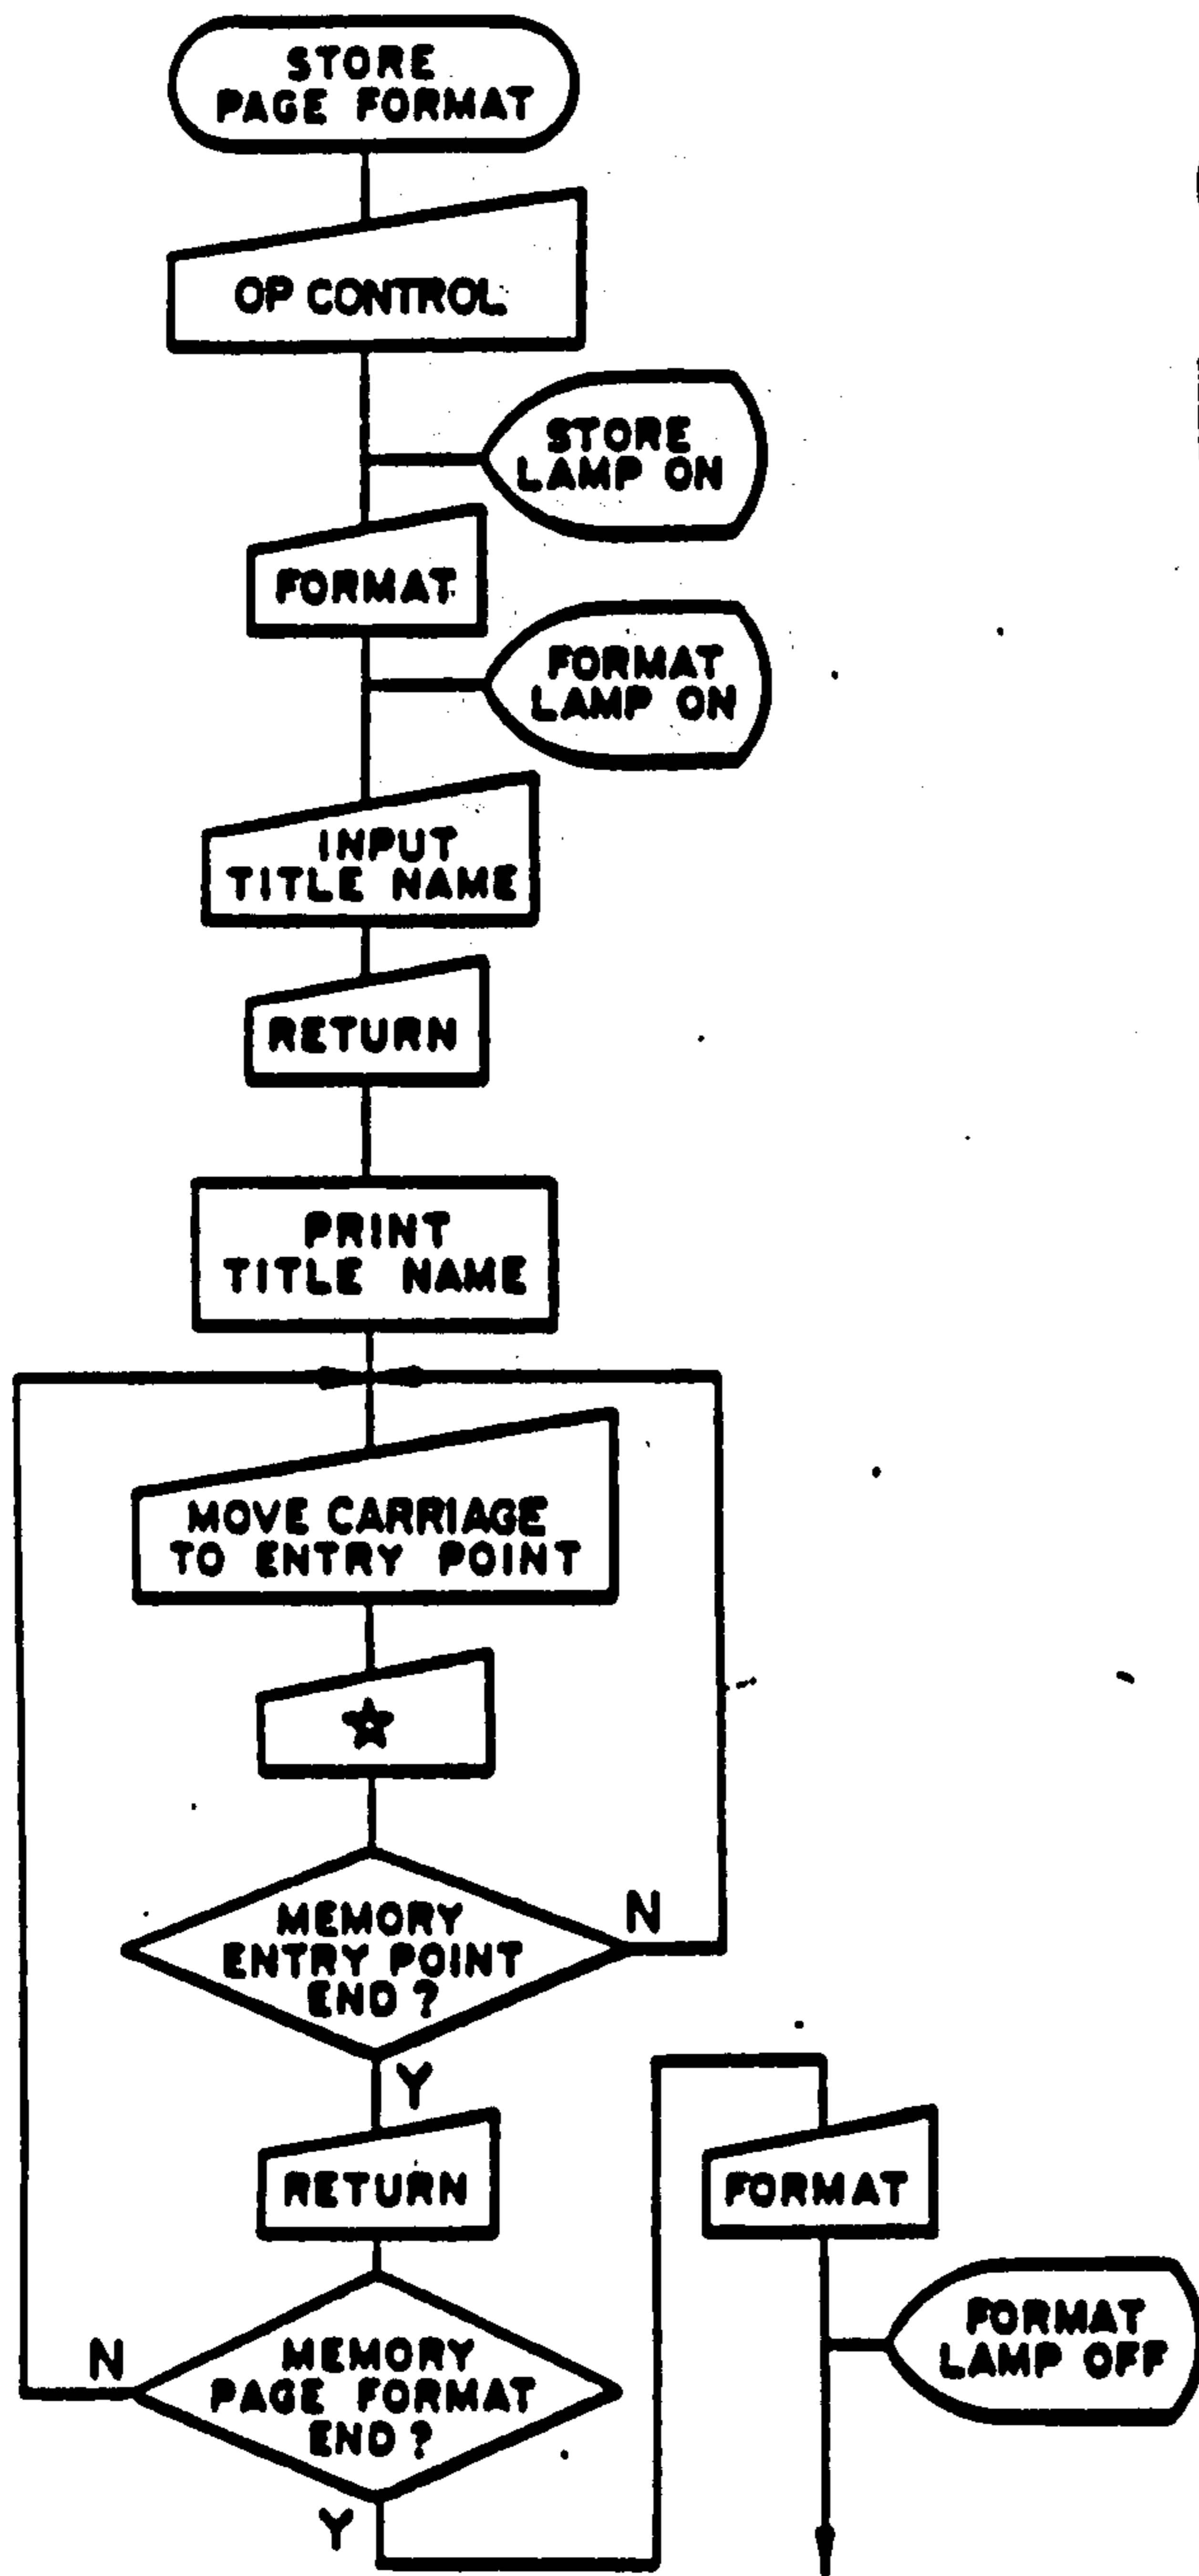 STORE
PAGE FORMAT
OP CONTROL
STORE
LAMP ON
FORMAT
FORMAT
LAMP ON
INPUT
TITLE NAME
RETURN
PRINT
TITLE NAME
MOVE CARRIAGE
TO ENTRY POINT
☆
MEMORY
ENTRY POINT
END ?
N
Y
RETURN
FORMAT
MEMORY
PAGE FORMAT
END ?
N
Y
FORMAT
LAMP OFF